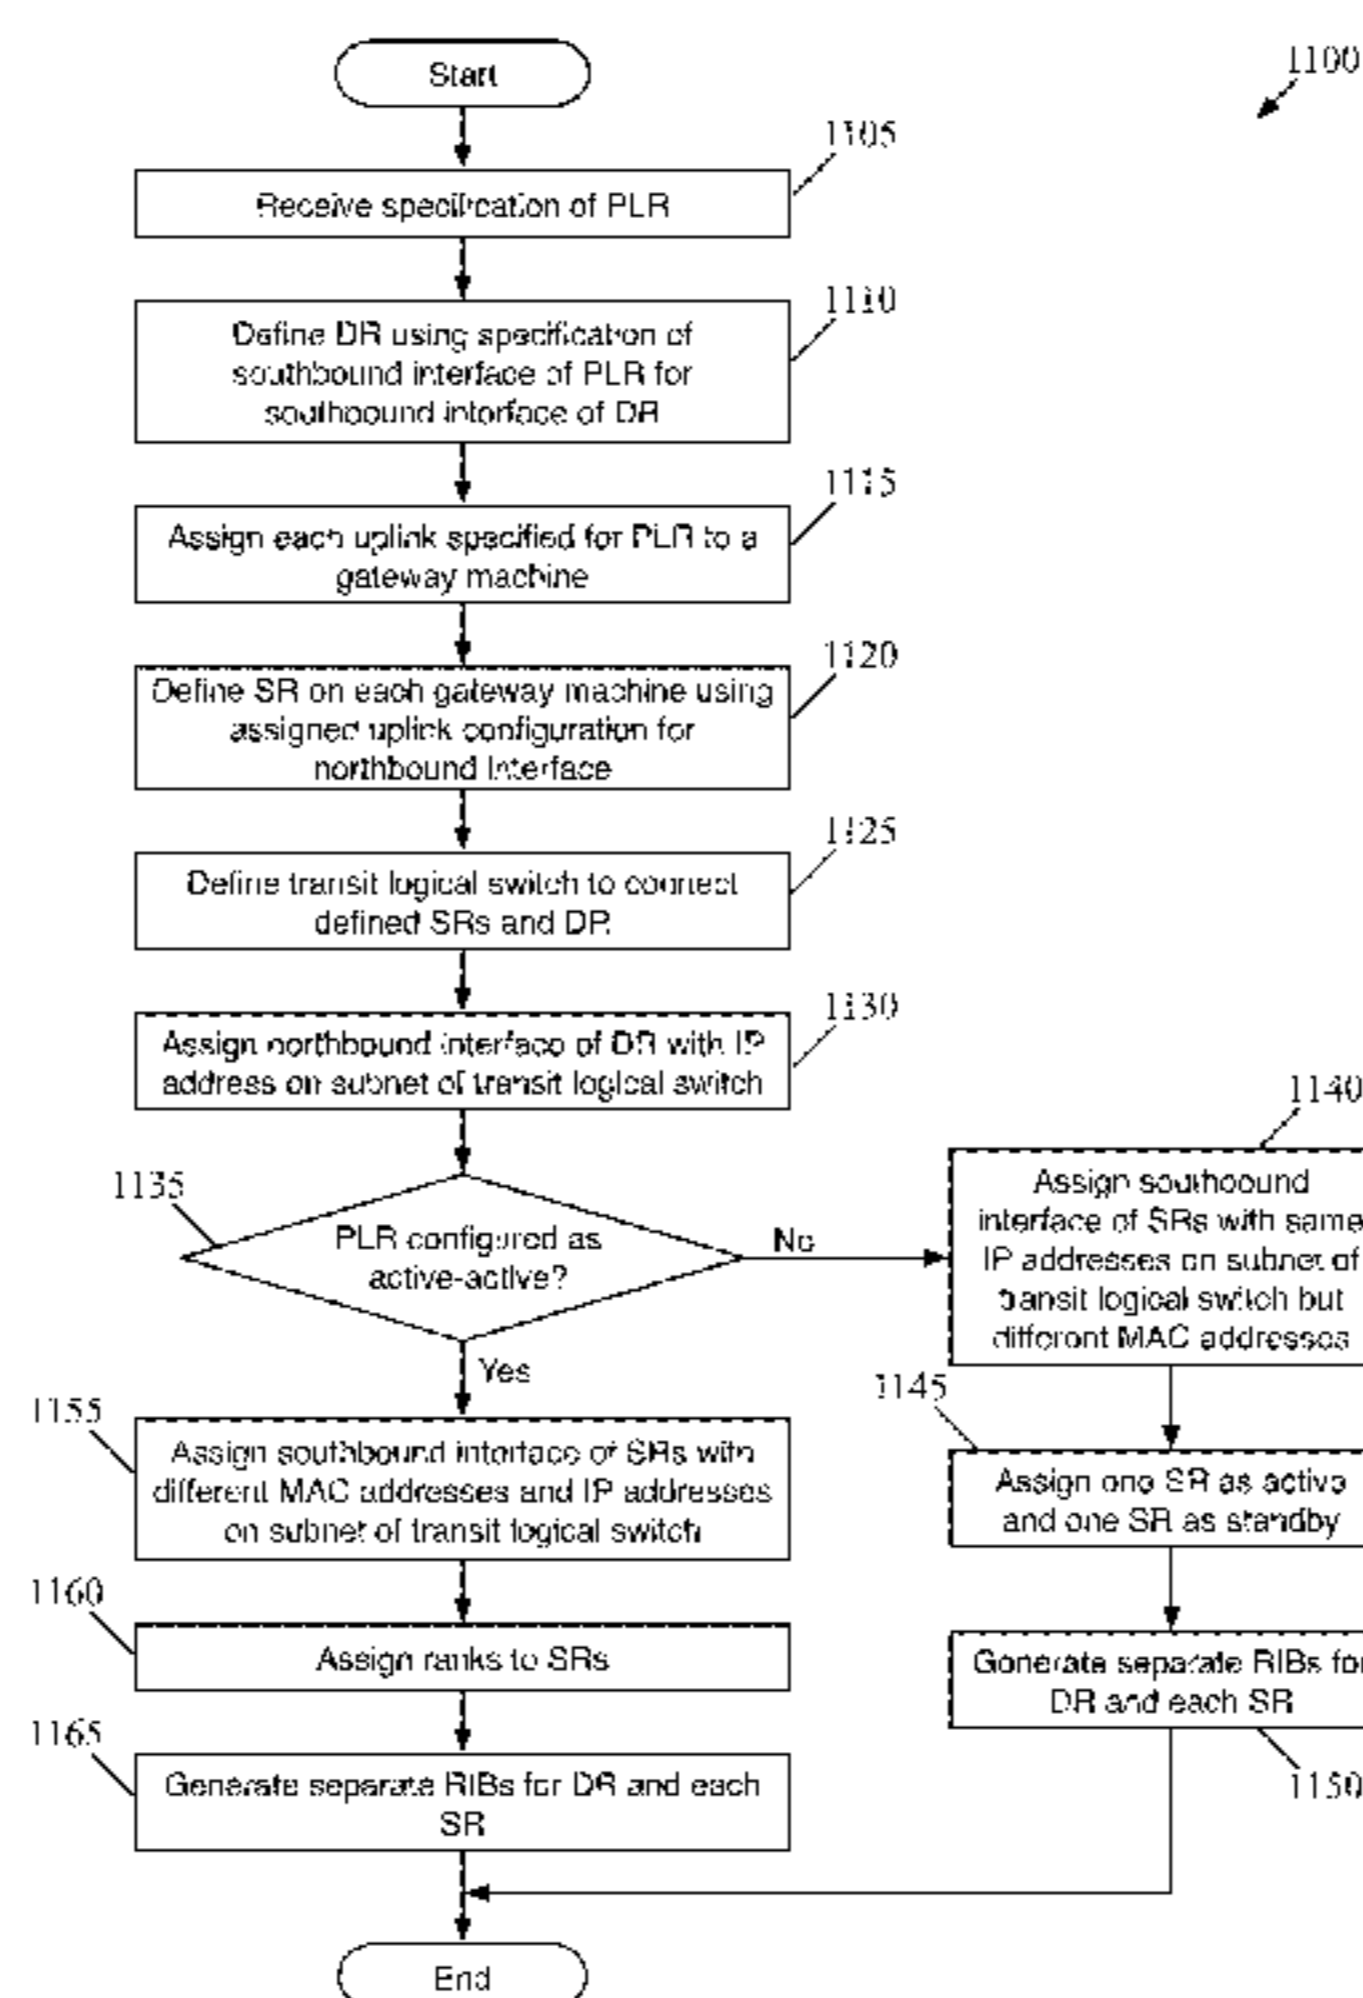 Start
1100
1105
Receive specification of PLR
1110
Define DR using specification of
southbound interface of PLR for
southbound interface of DR
1115
Assign each uplink specified for PLR to a
gateway machine
1120
Define SR on each gateway machine using
assigned uplink configuration for
northbound interface
1125
Define transit logical switch to connect
defined SRs and DR
1130
Assign northbound interface of DR with IP
address on subnet of transit logical switch
1135
PLR configured as
active-active?
No
Yes
1140
Assign southbound
interface of SRs with same
IP addresses on subnet of
transit logical switch but
different MAC addresses
1145
Assign one SR as active
and one SR as standby
Generate separate RIBs for
DR and each SR
1150
1155
Assign southbound interface of SRs with
different MAC addresses and IP addresses
on subnet of transit logical switch
1160
Assign ranks to SRs
1165
Generate separate RIBs for DR and each
SR
End